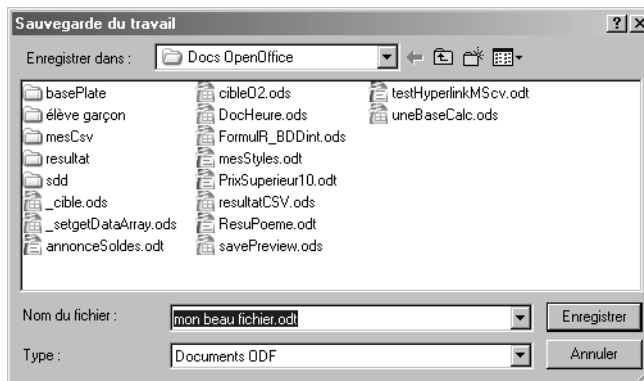 Sauvegarde du travail
Enregistrer dans :
Docs OpenOffice
basePlate
élève garçon
mesCsv
resultat
sdd
_cible.ods
_setgetDataArray.ods
annonceSoldes.odt
cibleO2.ods
DocHeure.ods
FormulR_BDDint.ods
mesStyles.odt
PrixSuperieur10.odt
resultatCSV.ods
ResuPoeme.odt
savePreview.ods
testHyperlinkMScv.odt
uneBaseCalc.ods
Nom du fichier :
mon beau fichier.odt
Enregistrer
Type :
Documents ODF
Annuler